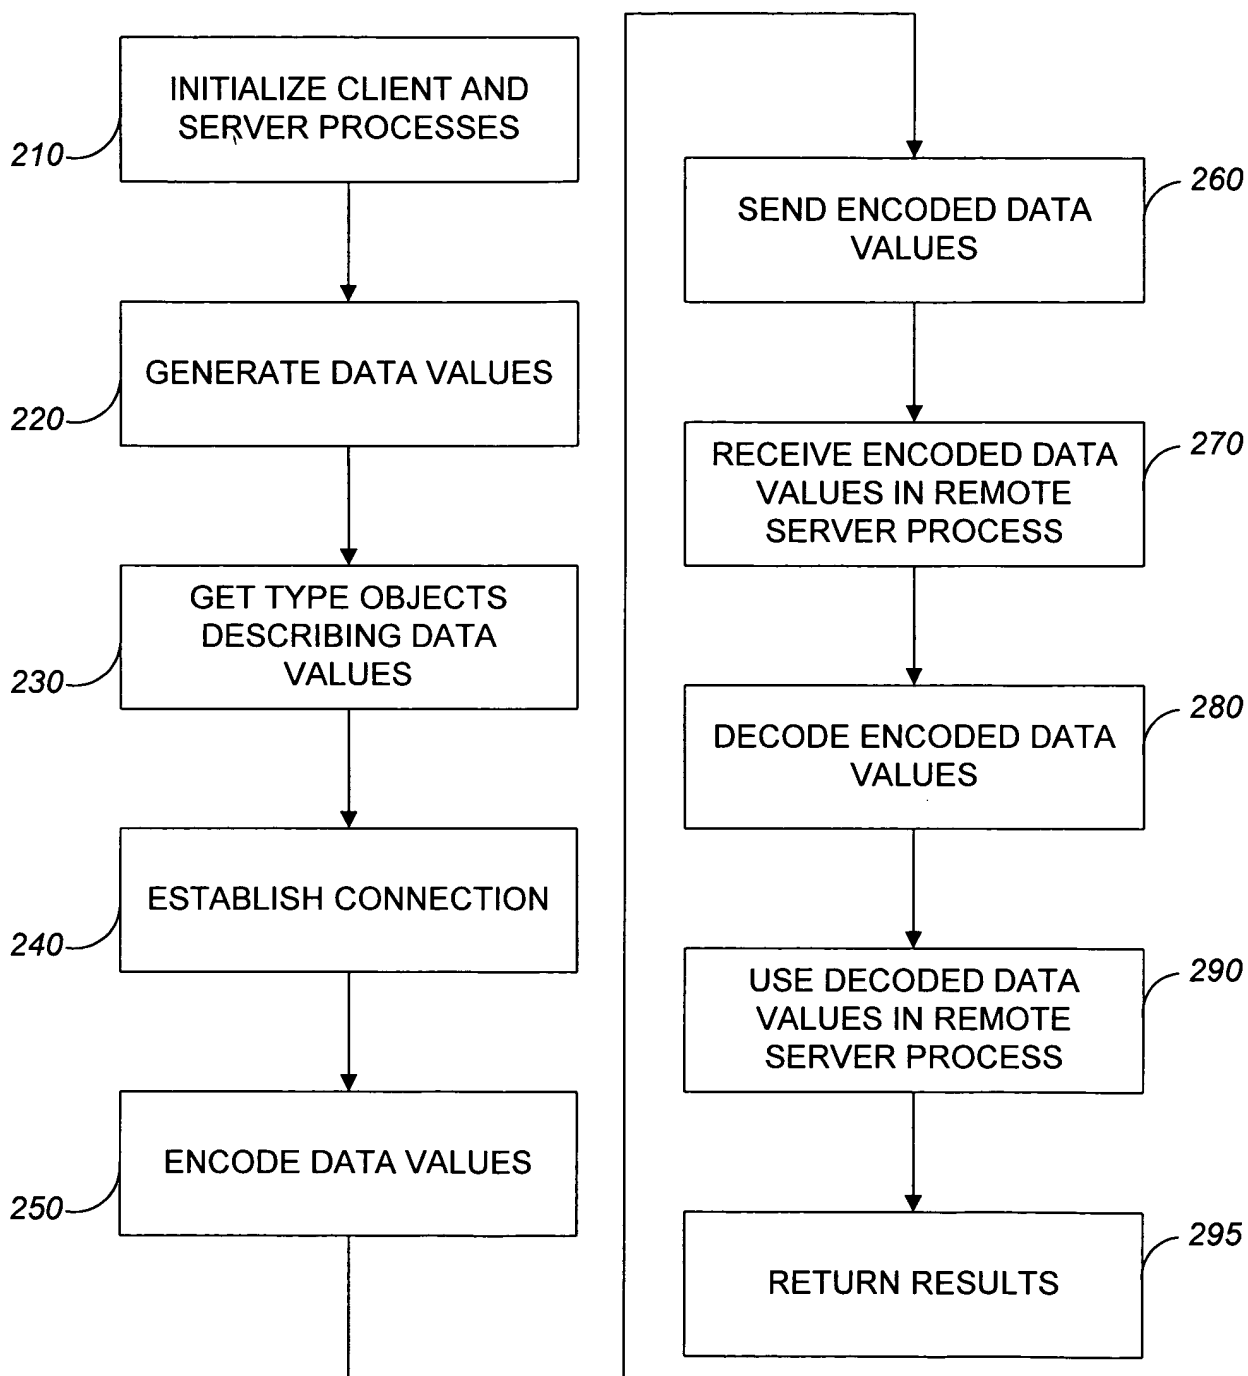 INITIALIZE CLIENT AND
SERVER PROCESSES
210
GENERATE DATA VALUES
220
GET TYPE OBJECTS
DESCRIBING DATA
VALUES
230
ESTABLISH CONNECTION
240
ENCODE DATA VALUES
250
SEND ENCODED DATA
VALUES
260
RECEIVE ENCODED DATA
VALUES IN REMOTE
SERVER PROCESS
270
DECODE ENCODED DATA
VALUES
280
USE DECODED DATA
VALUES IN REMOTE
SERVER PROCESS
290
RETURN RESULTS
295